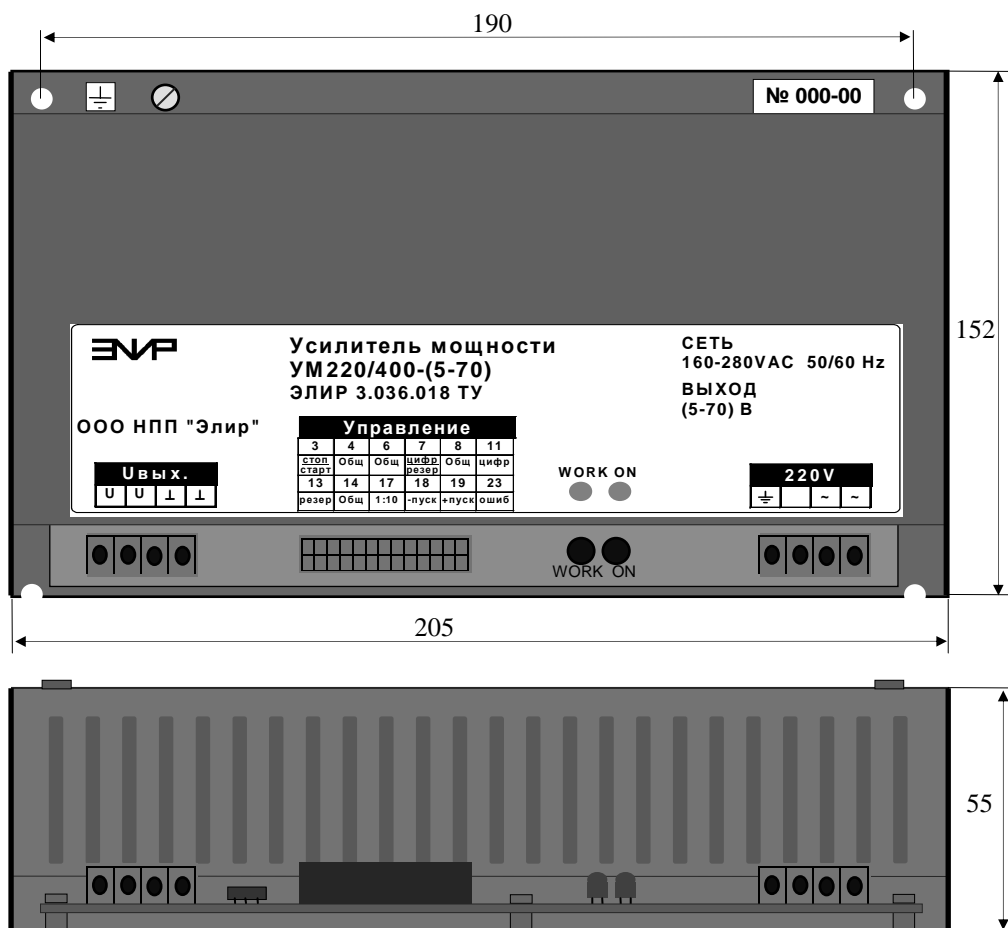 190
№ 000-00
152
ЭЛИР
Усилитель мощности
УМ220/400-(5-70)
ЭЛИР 3.036.018 ТУ
СЕТЬ
160-280VAC 50/60 Hz
ВЫХОД
(5-70) В
ООО НПП "Элир"
Управление
3 4 6 7 8 11
стоп старт Общ Общ цифр резер Общ цифр
13 14 17 18 19 23
резер Общ 1:10 -пуск +пуск ошиб
Uвых.
U U ⊥ ⊥
WORK ON
220V
~ ~
WORK ON
205
55